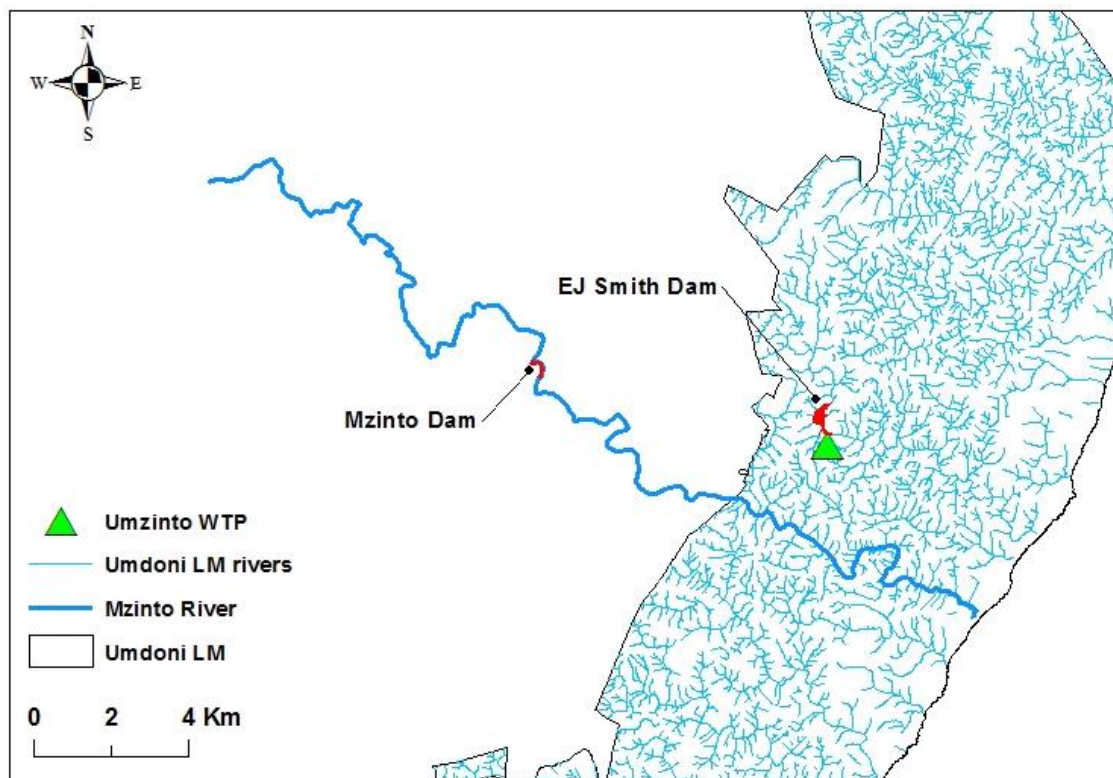 N
W E
S
EJ Smith Dam
Mzinto Dam
Umzinto WTP
Umdoni LM rivers
Mzinto River
Umdoni LM
0 2 4 Km